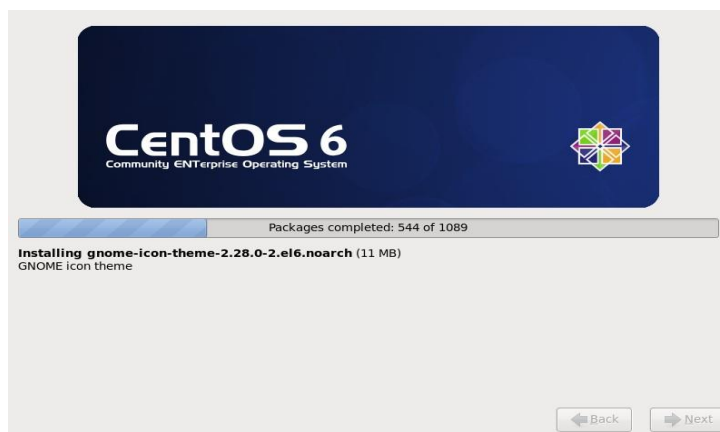 CentOS 6
Community ENTerprise Operating System
Packages completed: 544 of 1089
Installing gnome-icon-theme-2.28.0-2.el6.noarch (11 MB)
GNOME icon theme
Back Next